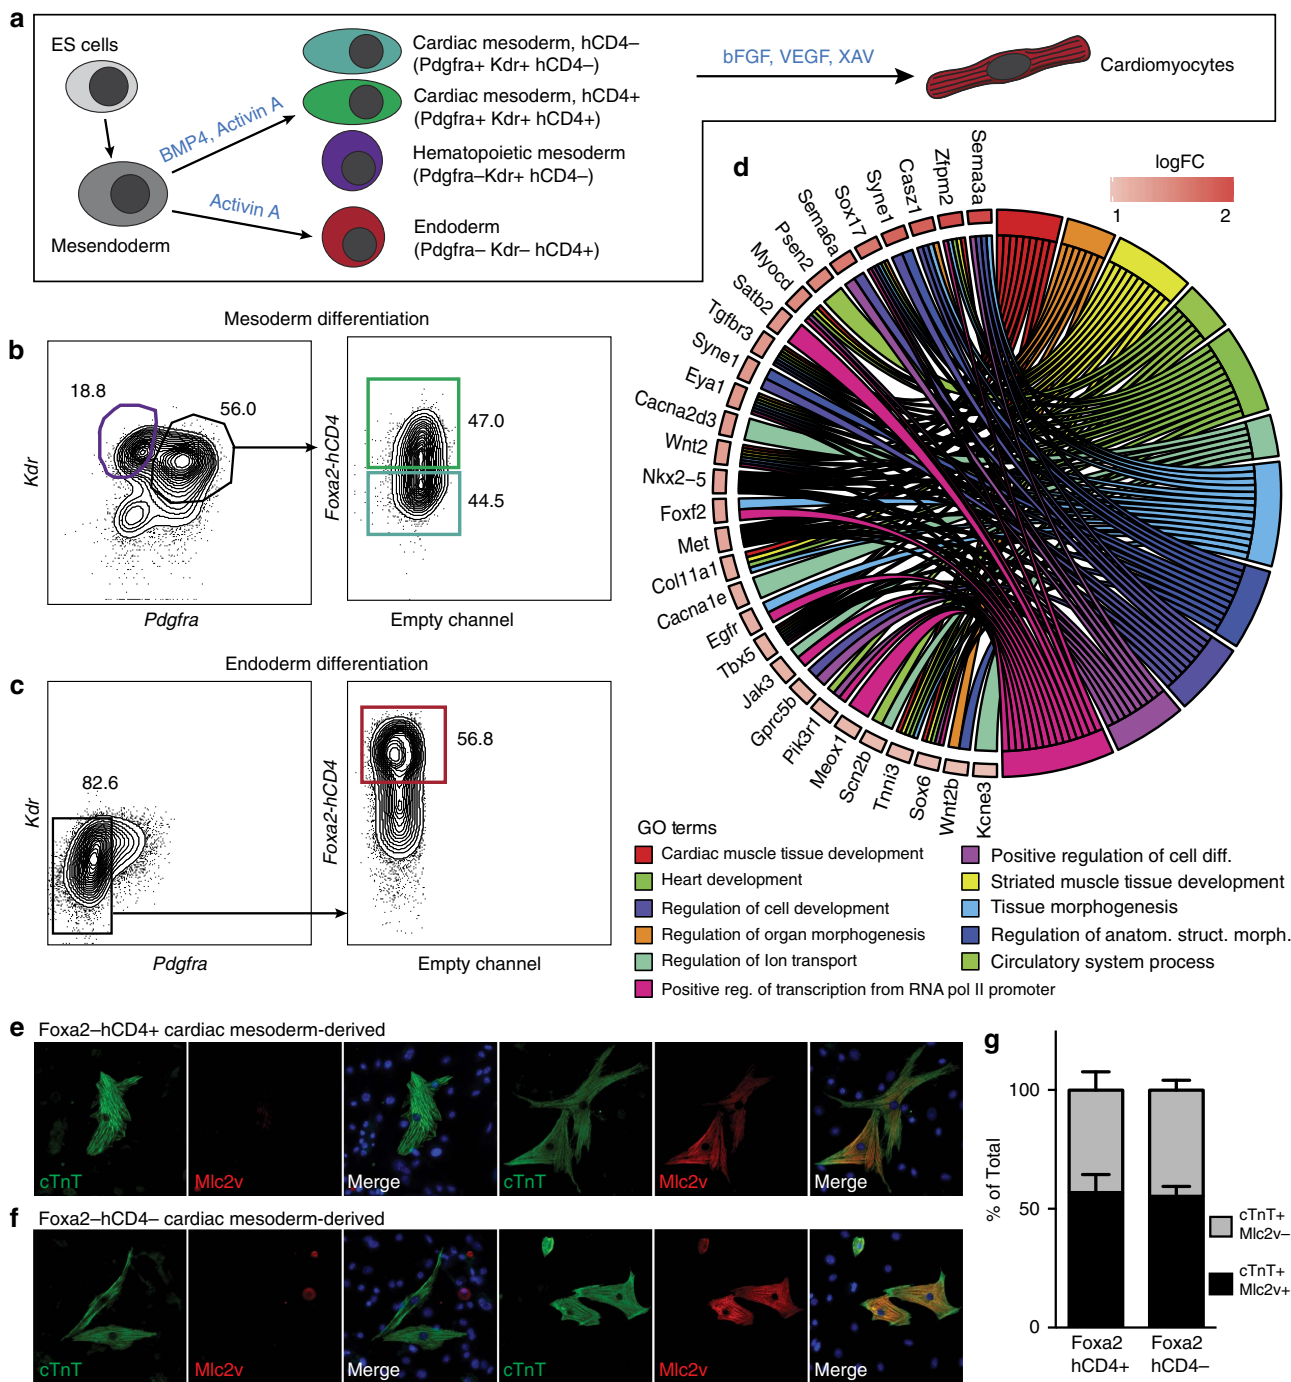 a
ES cells
Mesendoderm
BMP4, Activin A
Activin A
Cardiac mesoderm, hCD4–
(Pdgfra+ Kdr+ hCD4–)
Cardiac mesoderm, hCD4+
(Pdgfra+ Kdr+ hCD4+)
Hematopoietic mesoderm
(Pdgfra–Kdr+ hCD4–)
Endoderm
(Pdgfra– Kdr– hCD4+)
bFGF, VEGF, XAV
Cardiomyocytes
b
Mesoderm differentiation
18.8
56.0
Kdr
Pdgfra
47.0
44.5
Foxa2-hCD4
Empty channel
c
Endoderm differentiation
82.6
Kdr
Pdgfra
56.8
Foxa2-hCD4
Empty channel
d
logFC
1
2
Sema3a
Zfpm2
Casz1
Syne1
Sox17
Sema6a
Psen2
Myocd
Satb2
Tgfbr3
Syne1
Eya1
Cacna2d3
Wnt2
Nkx2–5
Foxf2
Met
Col11a1
Cacna1e
Egfr
Tbx5
Jak3
Gprc5b
Pik3r1
Meox1
Scn2b
Tnni3
Sox6
Wnt2b
Kcne3
GO terms
Cardiac muscle tissue development
Heart development
Regulation of cell development
Regulation of organ morphogenesis
Regulation of Ion transport
Positive reg. of transcription from RNA pol II promoter
Positive regulation of cell diff.
Striated muscle tissue development
Tissue morphogenesis
Regulation of anatom. struct. morph.
Circulatory system process
e
Foxa2–hCD4+ cardiac mesoderm-derived
cTnT
Mlc2v
Merge
cTnT
Mlc2v
Merge
f
Foxa2–hCD4– cardiac mesoderm-derived
cTnT
Mlc2v
Merge
cTnT
Mlc2v
Merge
g
% of Total
100
50
0
Foxa2
hCD4+
Foxa2
hCD4–
cTnT+
Mlc2v–
cTnT+
Mlc2v+